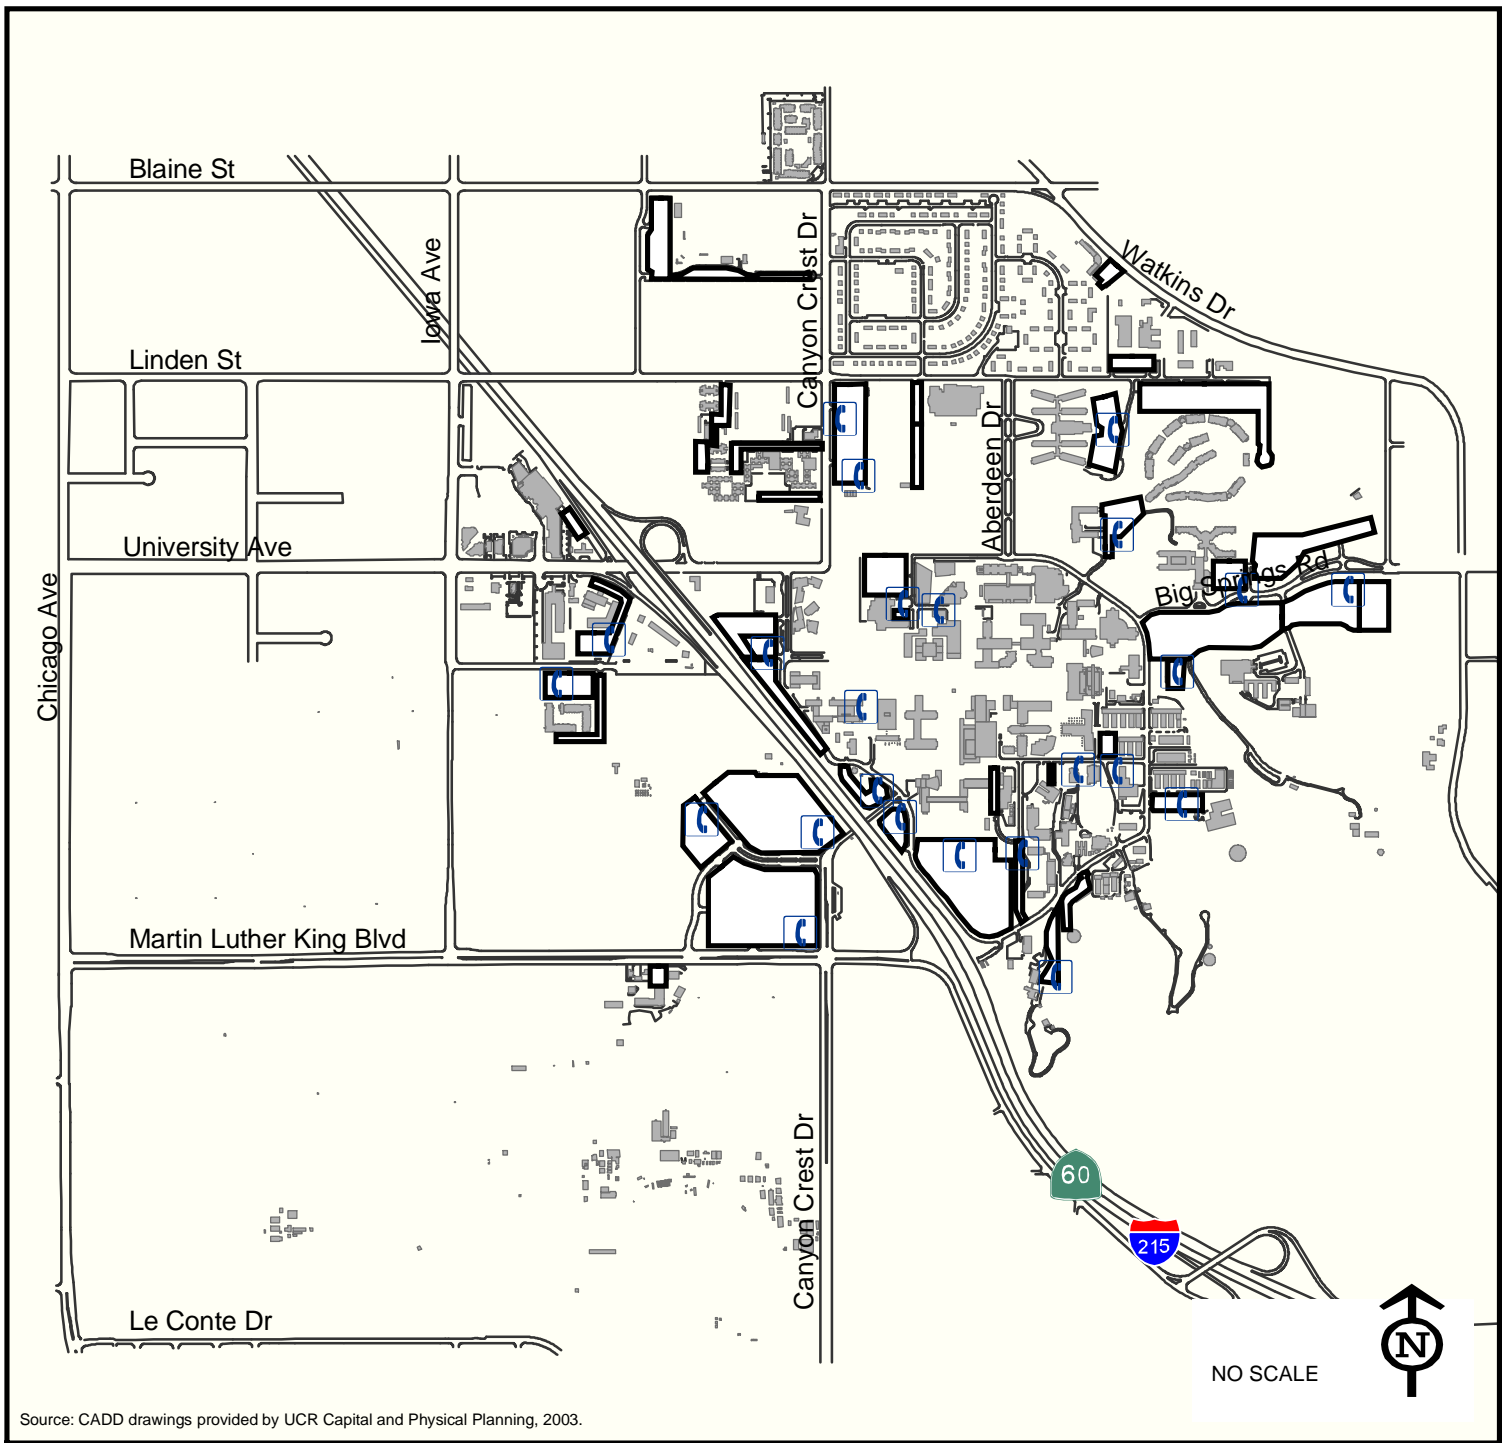 Blaine St
Canyon Crest Dr
Iowa Ave
Watkins Dr
Linden St
Aberdeen Dr
University Ave
Big Springs Rd
Chicago Ave
Martin Luther King Blvd
Canyon Crest Dr
60
215
Le Conte Dr
N
NO SCALE
Source: CADD drawings provided by UCR Capital and Physical Planning, 2003.